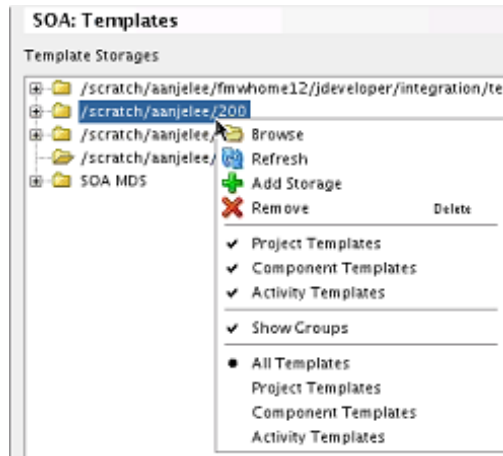 SOA: Templates
Template Storages
/scratch/aanjelee/fmwhome12/jdeveloper/integration/te
/scratch/aanjelee/200
/scratch/aanjelee/
/scratch/aanjelee/
SOA MDS
Browse
Refresh
Add Storage
Remove Delete
Project Templates
Component Templates
Activity Templates
Show Groups
All Templates
Project Templates
Component Templates
Activity Templates